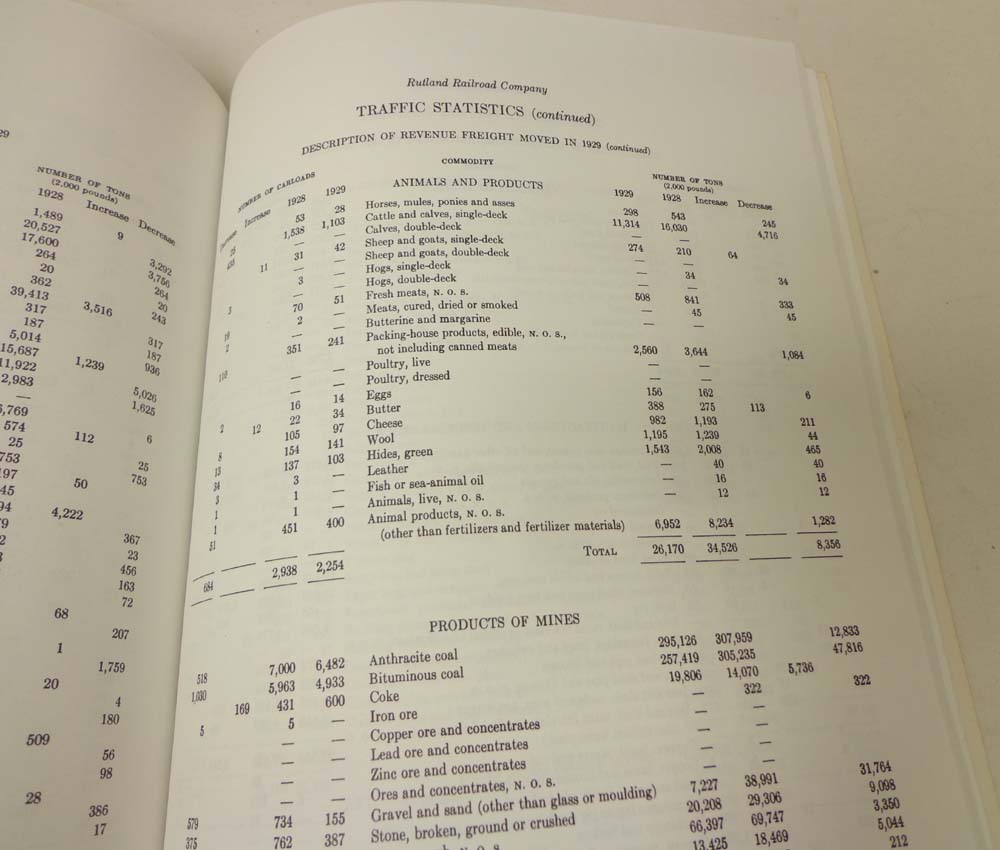 29
NUMBER OF TONS
(2,000 pounds)
1928 Increase Decrease
1,489 9
20,527 3,292
17,600 3,756
264 264
20 20
362 243
39,413 3,516
317 317
187 187
5,014 936
15,687 1,239
11,922 5,026
2,983 1,625
—
574 112 6
25 25
753 753
50
4,222
367
23
456
163
72
68
207
1
1,759
20
4
180
509
56
98
28
386
17
Rutland Railroad Company
TRAFFIC STATISTICS (continued)
DESCRIPTION OF REVENUE FREIGHT MOVED IN 1929 (continued)
COMMODITY
NUMBER OF CARLOADS
NUMBER OF TONS
(2,000 pounds)
Increase 1928 1929 ANIMALS AND PRODUCTS 1929 1928 Increase Decrease
53 28 Horses, mules, ponies and asses 298 543 245
1,538 1,103 Cattle and calves, single-deck 11,314 16,030 4,716
— — Calves, double-deck — —
11 31 42 Sheep and goats, single-deck 274 210 64
3 — Sheep and goats, double-deck — 34 34
— — Hogs, single-deck — —
70 51 Hogs, double-deck 508 841 333
2 — Fresh meats, N. O. S. — 45 45
Meats, cured, dried or smoked — —
Butterine and margarine
351 241 Packing-house products, edible, N. O. S.,
not including canned meats 2,560 3,644 1,084
— — Poultry, live — —
— — Poultry, dressed — —
2 16 14 Eggs 156 162 6
12 22 34 Butter 388 275 113
8 105 97 Cheese 982 1,193 211
13 154 141 Wool 1,195 1,239 44
34 137 103 Hides, green 1,543 2,008 465
3 3 — Leather — 40 40
1 1 — Fish or sea-animal oil — 16 16
1 1 — Animals, live, N. O. S. — 12 12
51 451 400 Animal products, N. O. S.
(other than fertilizers and fertilizer materials) 6,952 8,234 1,282
684 2,938 2,254 TOTAL 26,170 34,526 8,356
PRODUCTS OF MINES
518 7,000 6,482 Anthracite coal 295,126 307,959 12,833
1,030 5,963 4,933 Bituminous coal 257,419 305,235 47,816
169 431 600 Coke 19,806 14,070 5,736
5 5 — Iron ore — 322 322
— — Copper ore and concentrates — —
— — Lead ore and concentrates — —
— — Zinc ore and concentrates — —
— — Ores and concentrates, N. O. S. — —
579 734 155 Gravel and sand (other than glass or moulding) 7,227 38,991 31,764
375 762 387 Stone, broken, ground or crushed 20,208 29,306 9,098
66,397 69,747 3,350
13,425 18,469 5,044
212